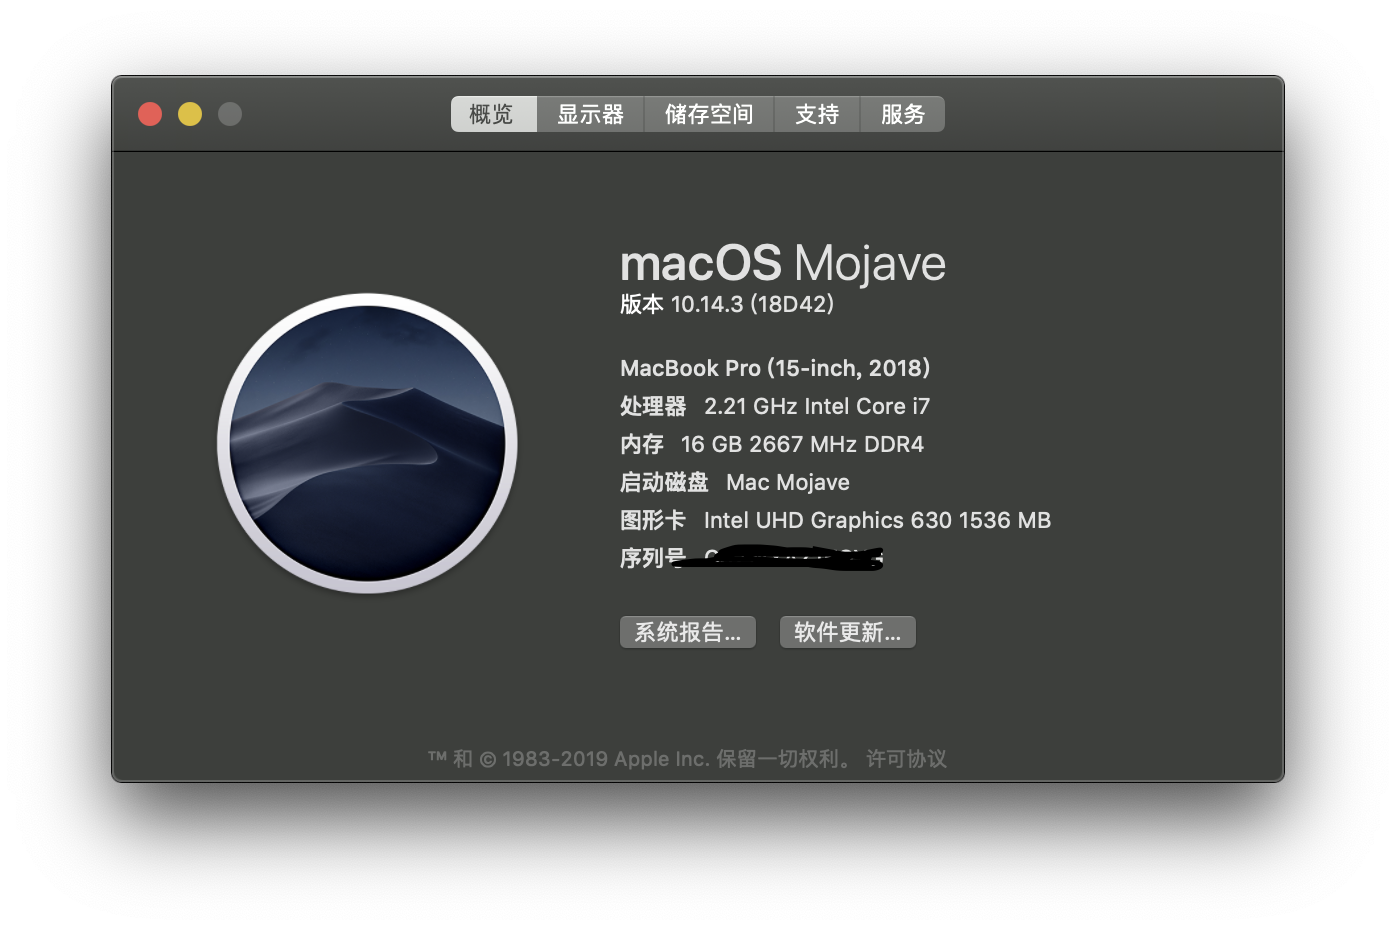 概览 显示器 储存空间 支持 服务
macOS Mojave
版本 10.14.3 (18D42)
MacBook Pro (15-inch, 2018)
处理器 2.21 GHz Intel Core i7
内存 16 GB 2667 MHz DDR4
启动磁盘 Mac Mojave
图形卡 Intel UHD Graphics 630 1536 MB
序列号
系统报告... 软件更新...
™ 和 © 1983-2019 Apple Inc. 保留一切权利。 许可协议